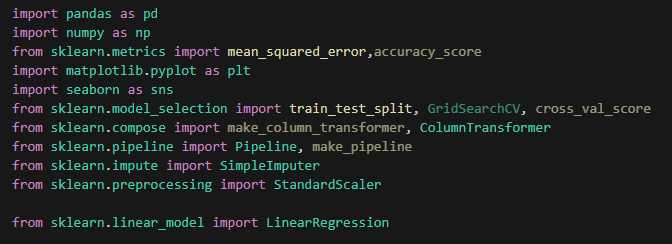 import pandas as pd
import numpy as np
from sklearn.metrics import mean_squared_error,accuracy_score
import matplotlib.pyplot as plt
import seaborn as sns
from sklearn.model_selection import train_test_split, GridSearchCV, cross_val_score
from sklearn.compose import make_column_transformer, ColumnTransformer
from sklearn.pipeline import Pipeline, make_pipeline
from sklearn.impute import SimpleImputer
from sklearn.preprocessing import StandardScaler
from sklearn.linear_model import LinearRegression